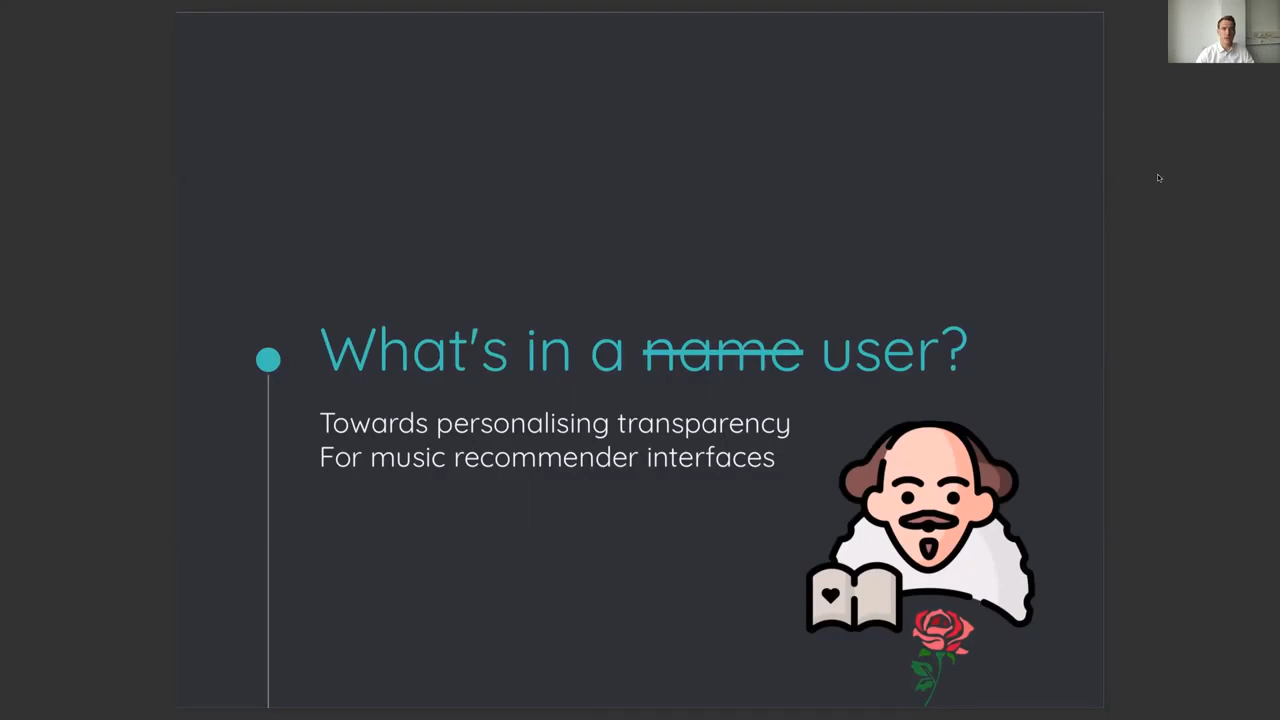 What's in a name user?
Towards personalising transparency
For music recommender interfaces